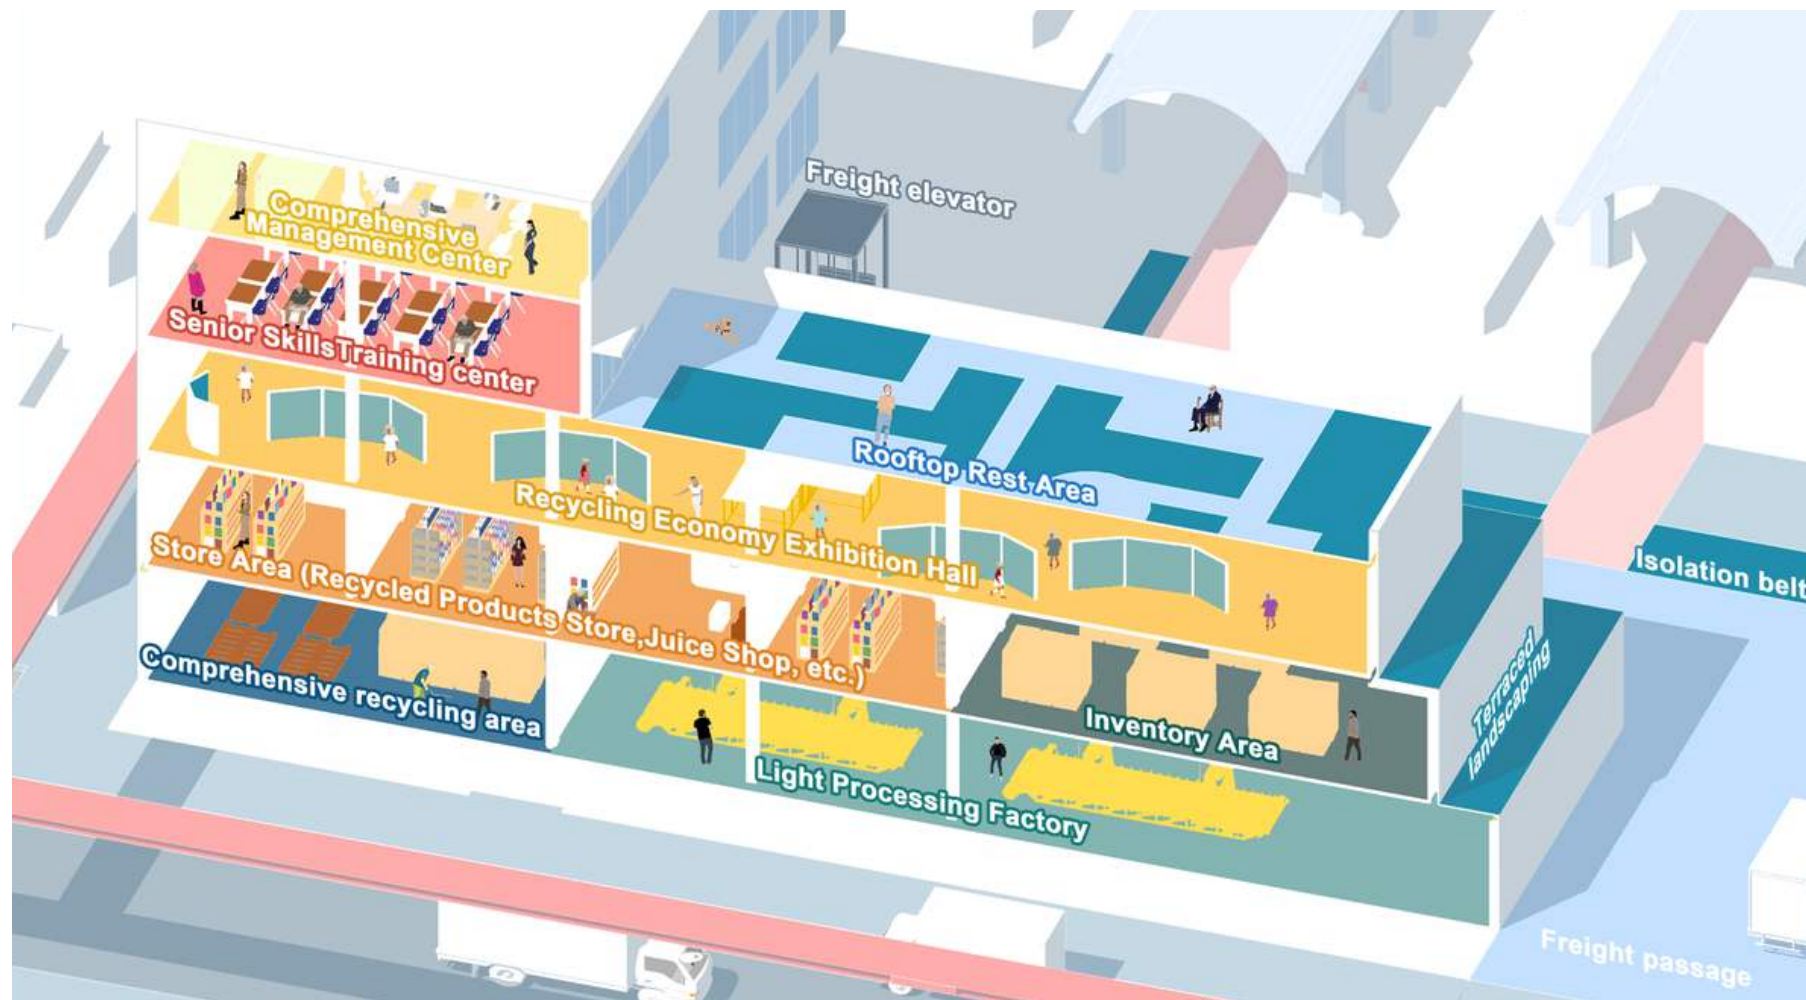 Freight elevator
Comprehensive
Management Center
Senior SkillsTraining center
Rooftop Rest Area
Recycling Economy Exhibition Hall
Isolation belt
Store Area (Recycled Products Store,Juice Shop, etc.)
Terraced
landscaping
Comprehensive recycling area
Inventory Area
Light Processing Factory
Freight passage